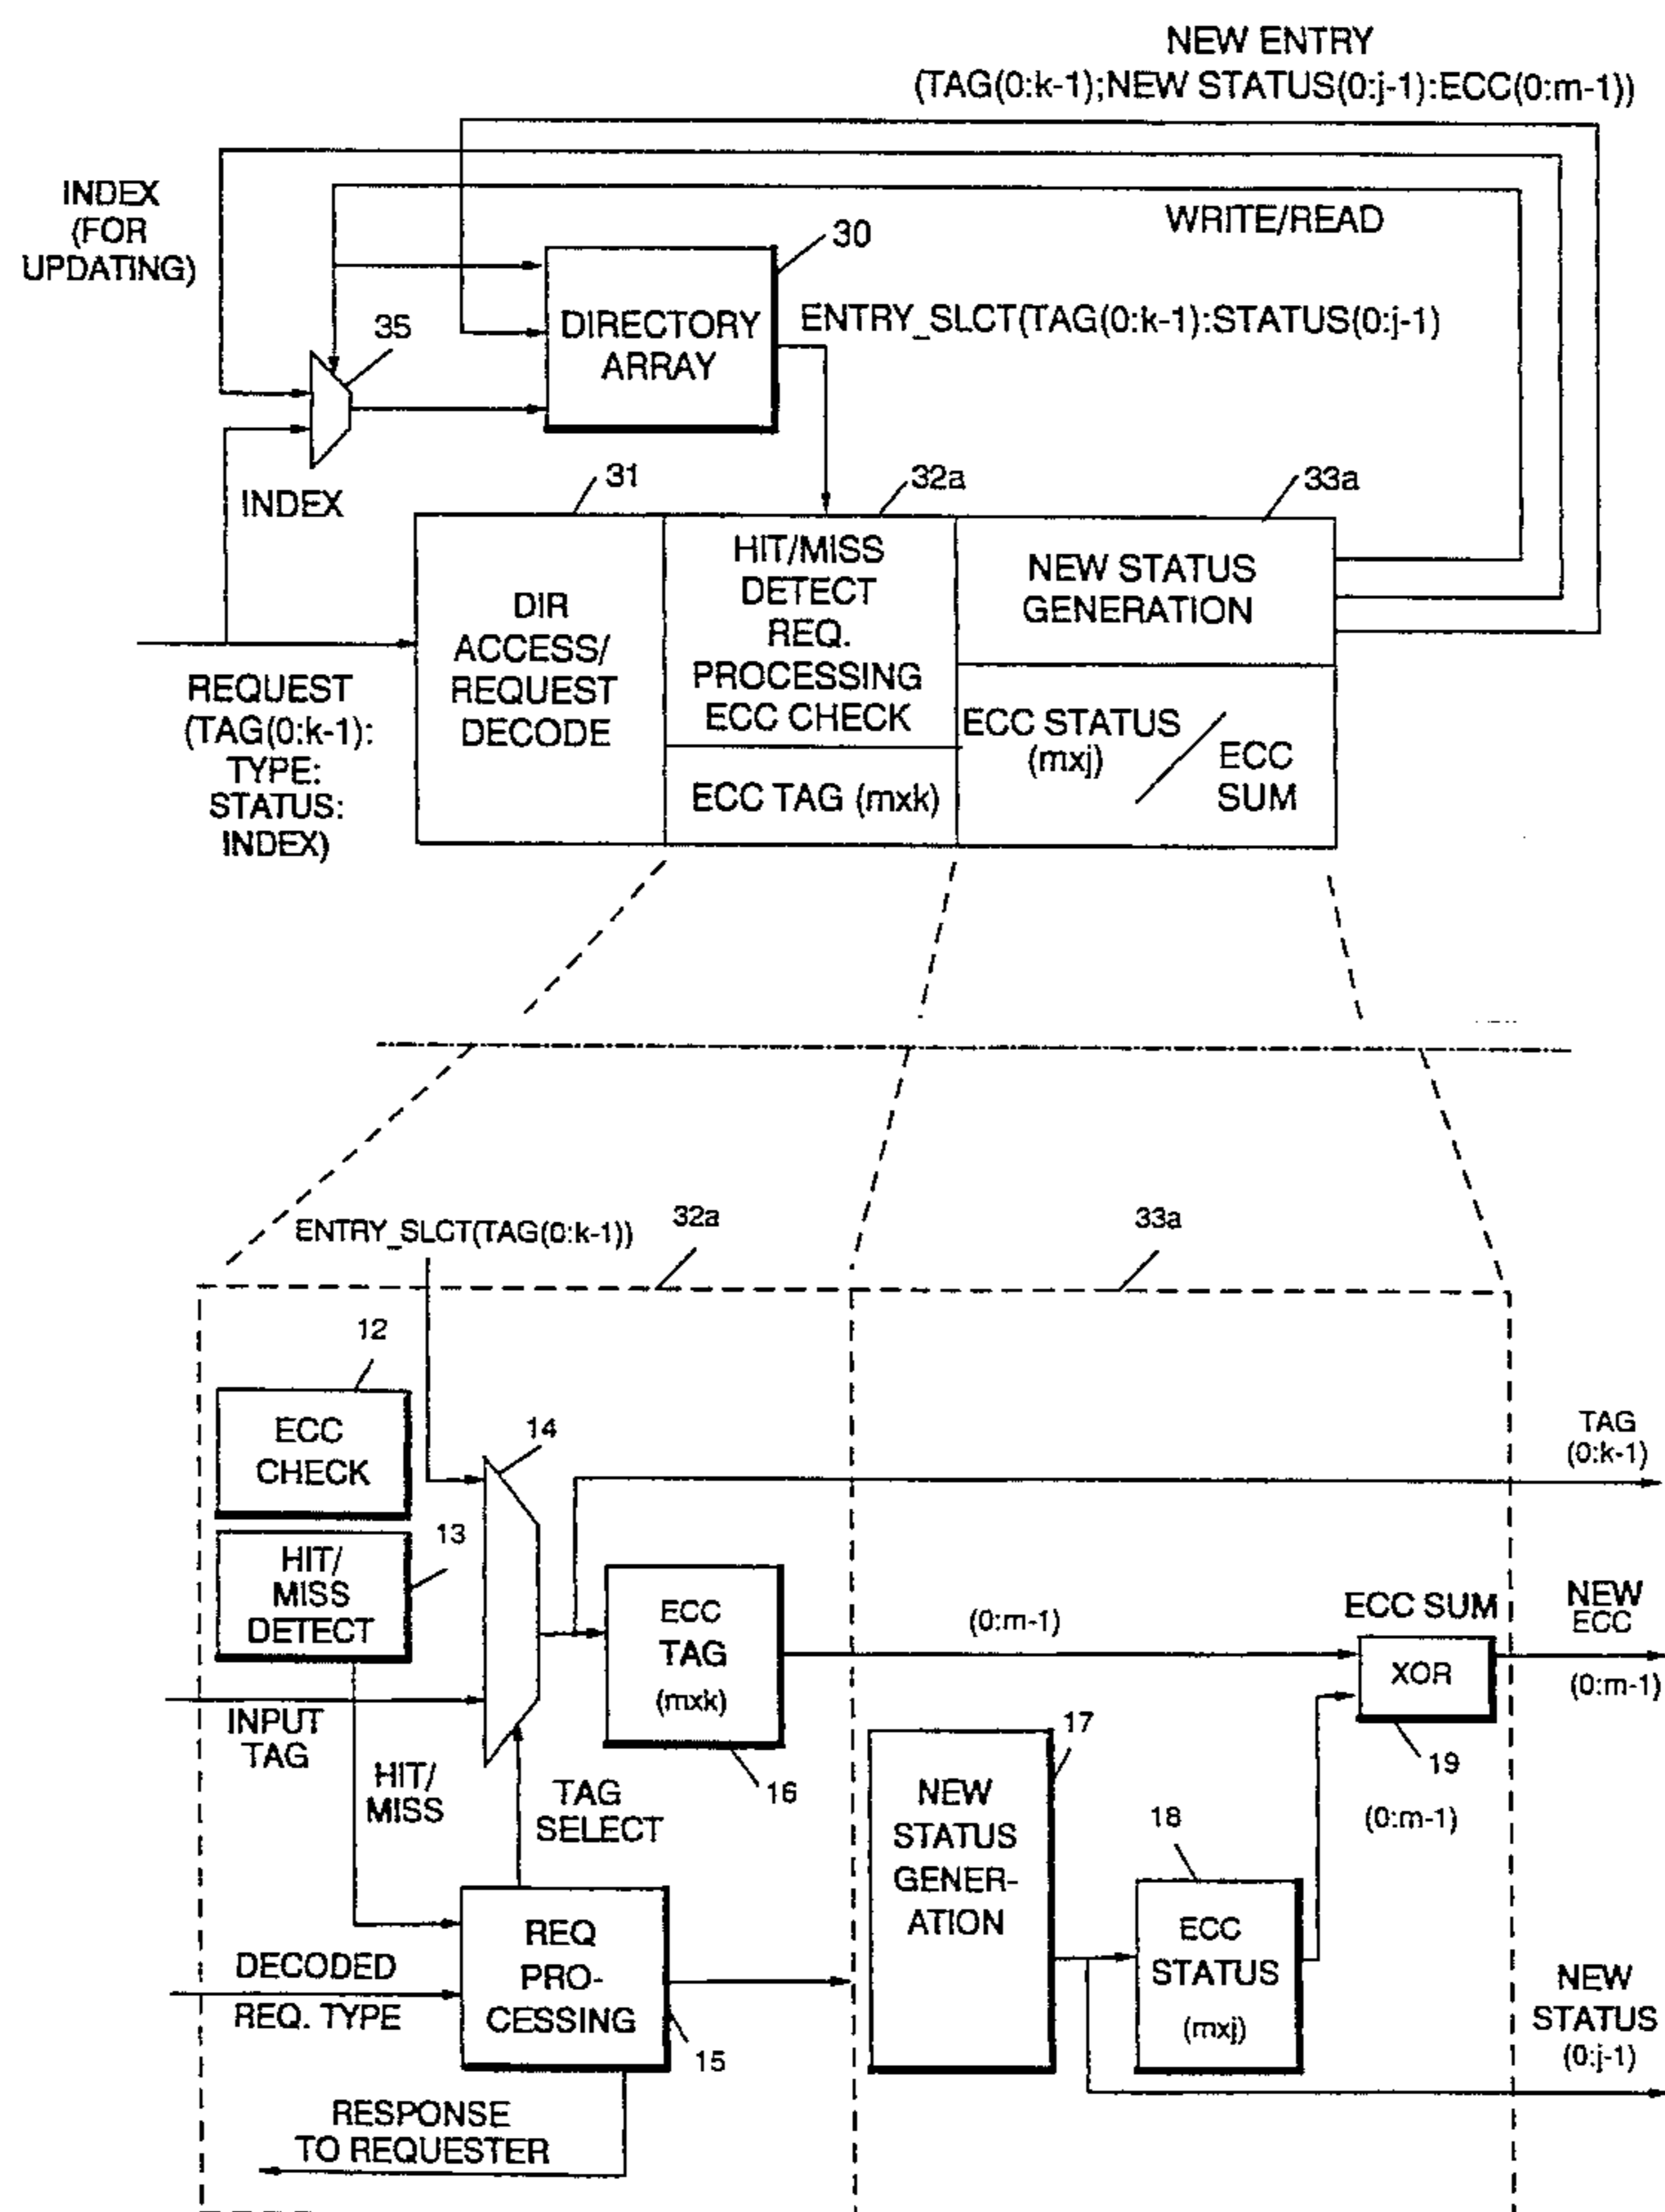 NEW ENTRY
(TAG(0:k-1);NEW STATUS(0:j-1):ECC(0:m-1))
INDEX
(FOR
UPDATING)
WRITE/READ
30
35
DIRECTORY
ARRAY
ENTRY_SLCT(TAG(0:k-1):STATUS(0:j-1)
INDEX
31
32a
33a
DIR
ACCESS/
REQUEST
DECODE
HIT/MISS
DETECT
REQ.
PROCESSING
ECC CHECK
NEW STATUS
GENERATION
REQUEST
(TAG(0:k-1):
TYPE:
STATUS:
INDEX)
ECC TAG (mxk)
ECC STATUS
(mxj)
ECC
SUM
ENTRY_SLCT(TAG(0:k-1))
32a
33a
12
ECC
CHECK
14
TAG
(0:k-1)
13
HIT/
MISS
DETECT
ECC
TAG
(mxk)
16
(0:m-1)
ECC SUM
XOR
19
(0:m-1)
NEW
ECC
(0:m-1)
INPUT
TAG
HIT/
MISS
TAG
SELECT
17
NEW
STATUS
GENER-
ATION
18
ECC
STATUS
(mxj)
REQ
PRO-
CESSING
15
DECODED
REQ. TYPE
NEW
STATUS
(0:j-1)
RESPONSE
TO REQUESTER